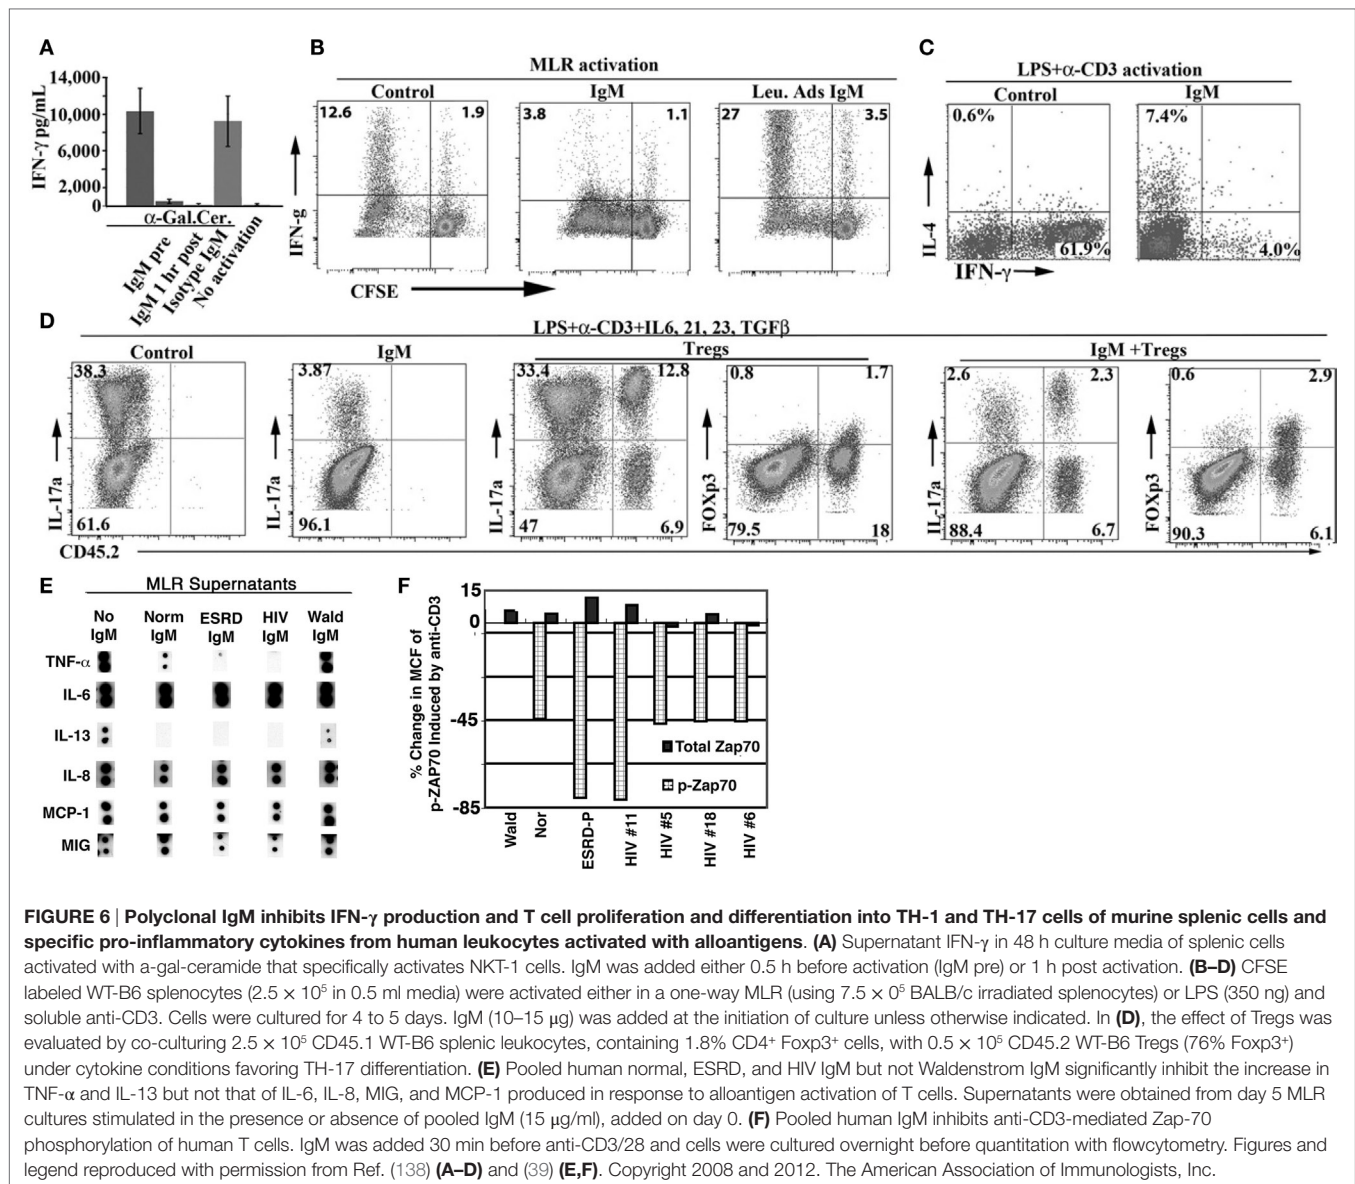 A
14,000
10,000
6,000
2,000
0
IFN-γ pg/mL
α-Gal.Cer.
IgM pre
IgM 1 hr post
Isotype IgM
No activation
B
MLR activation
Control
IgM
Leu. Ads IgM
12.6
1.9
3.8
1.1
27
3.5
IFN-g
CFSE
C
LPS+α-CD3 activation
Control
IgM
0.6%
61.9%
7.4%
4.0%
IL-4
IFN-γ
D
LPS+α-CD3+IL6, 21, 23, TGFβ
Control
IgM
Tregs
IgM +Tregs
38.3
61.6
IL-17a
3.87
96.1
IL-17a
33.4
12.8
47
6.9
IL-17a
0.8
1.7
79.5
18
FOXp3
2.6
2.3
88.4
6.7
IL-17a
0.6
2.9
90.3
6.1
FOXp3
CD45.2
E
MLR Supernatants
No Norm ESRD HIV Wald
IgM IgM IgM IgM IgM
TNF-α
IL-6
IL-13
IL-8
MCP-1
MIG
F
15
0
-45
-85
% Change in MCF of
p-ZAP70 Induced by anti-CD3
Total Zap70
p-Zap70
Wald
Nor
ESRD-P
HIV #11
HIV #5
HIV #18
HIV #6
FIGURE 6 | Polyclonal IgM inhibits IFN-γ production and T cell proliferation and differentiation into TH-1 and TH-17 cells of murine splenic cells and
specific pro-inflammatory cytokines from human leukocytes activated with alloantigens. (A) Supernatant IFN-γ in 48 h culture media of splenic cells
activated with a-gal-ceramide that specifically activates NKT-1 cells. IgM was added either 0.5 h before activation (IgM pre) or 1 h post activation. (B–D) CFSE
labeled WT-B6 splenocytes (2.5 × 10⁵ in 0.5 ml media) were activated either in a one-way MLR (using 7.5 × 0⁵ BALB/c irradiated splenocytes) or LPS (350 ng) and
soluble anti-CD3. Cells were cultured for 4 to 5 days. IgM (10–15 μg) was added at the initiation of culture unless otherwise indicated. In (D), the effect of Tregs was
evaluated by co-culturing 2.5 × 10⁵ CD45.1 WT-B6 splenic leukocytes, containing 1.8% CD4⁺ Foxp3⁺ cells, with 0.5 × 10⁵ CD45.2 WT-B6 Tregs (76% Foxp3⁺)
under cytokine conditions favoring TH-17 differentiation. (E) Pooled human normal, ESRD, and HIV IgM but not Waldenstrom IgM significantly inhibit the increase in
TNF-α and IL-13 but not that of IL-6, IL-8, MIG, and MCP-1 produced in response to alloantigen activation of T cells. Supernatants were obtained from day 5 MLR
cultures stimulated in the presence or absence of pooled IgM (15 μg/ml), added on day 0. (F) Pooled human IgM inhibits anti-CD3-mediated Zap-70
phosphorylation of human T cells. IgM was added 30 min before anti-CD3/28 and cells were cultured overnight before quantitation with flowcytometry. Figures and
legend reproduced with permission from Ref. (138) (A–D) and (39) (E,F). Copyright 2008 and 2012. The American Association of Immunologists, Inc.